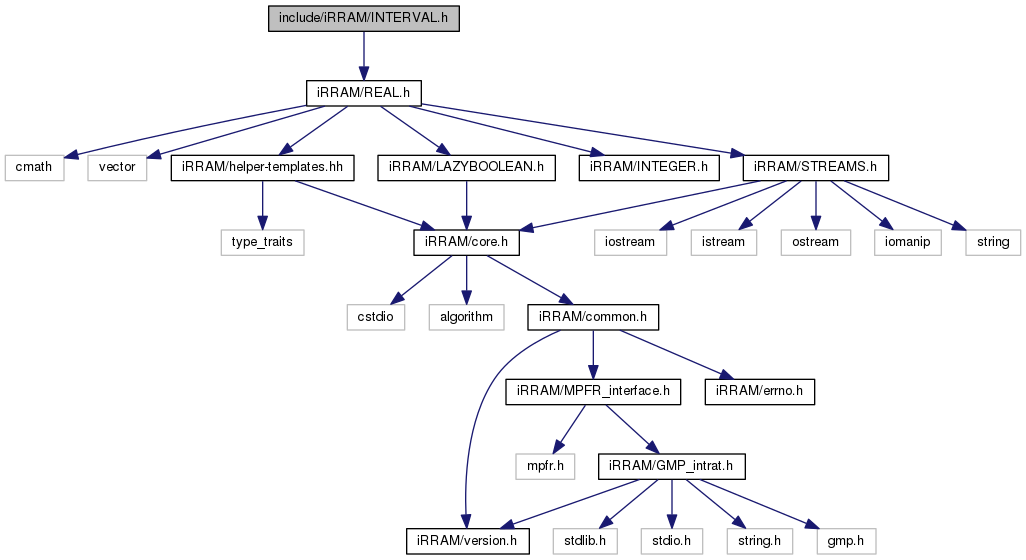 include/iRRAM/INTERVAL.h
iRRAM/REAL.h
cmath
vector
iRRAM/helper-templates.hh
iRRAM/LAZYBOOLEAN.h
iRRAM/INTEGER.h
iRRAM/STREAMS.h
type_traits
iRRAM/core.h
iostream
istream
ostream
iomanip
string
cstdio
algorithm
iRRAM/common.h
iRRAM/MPFR_interface.h
iRRAM/errno.h
mpfr.h
iRRAM/GMP_intrat.h
iRRAM/version.h
stdlib.h
stdio.h
string.h
gmp.h